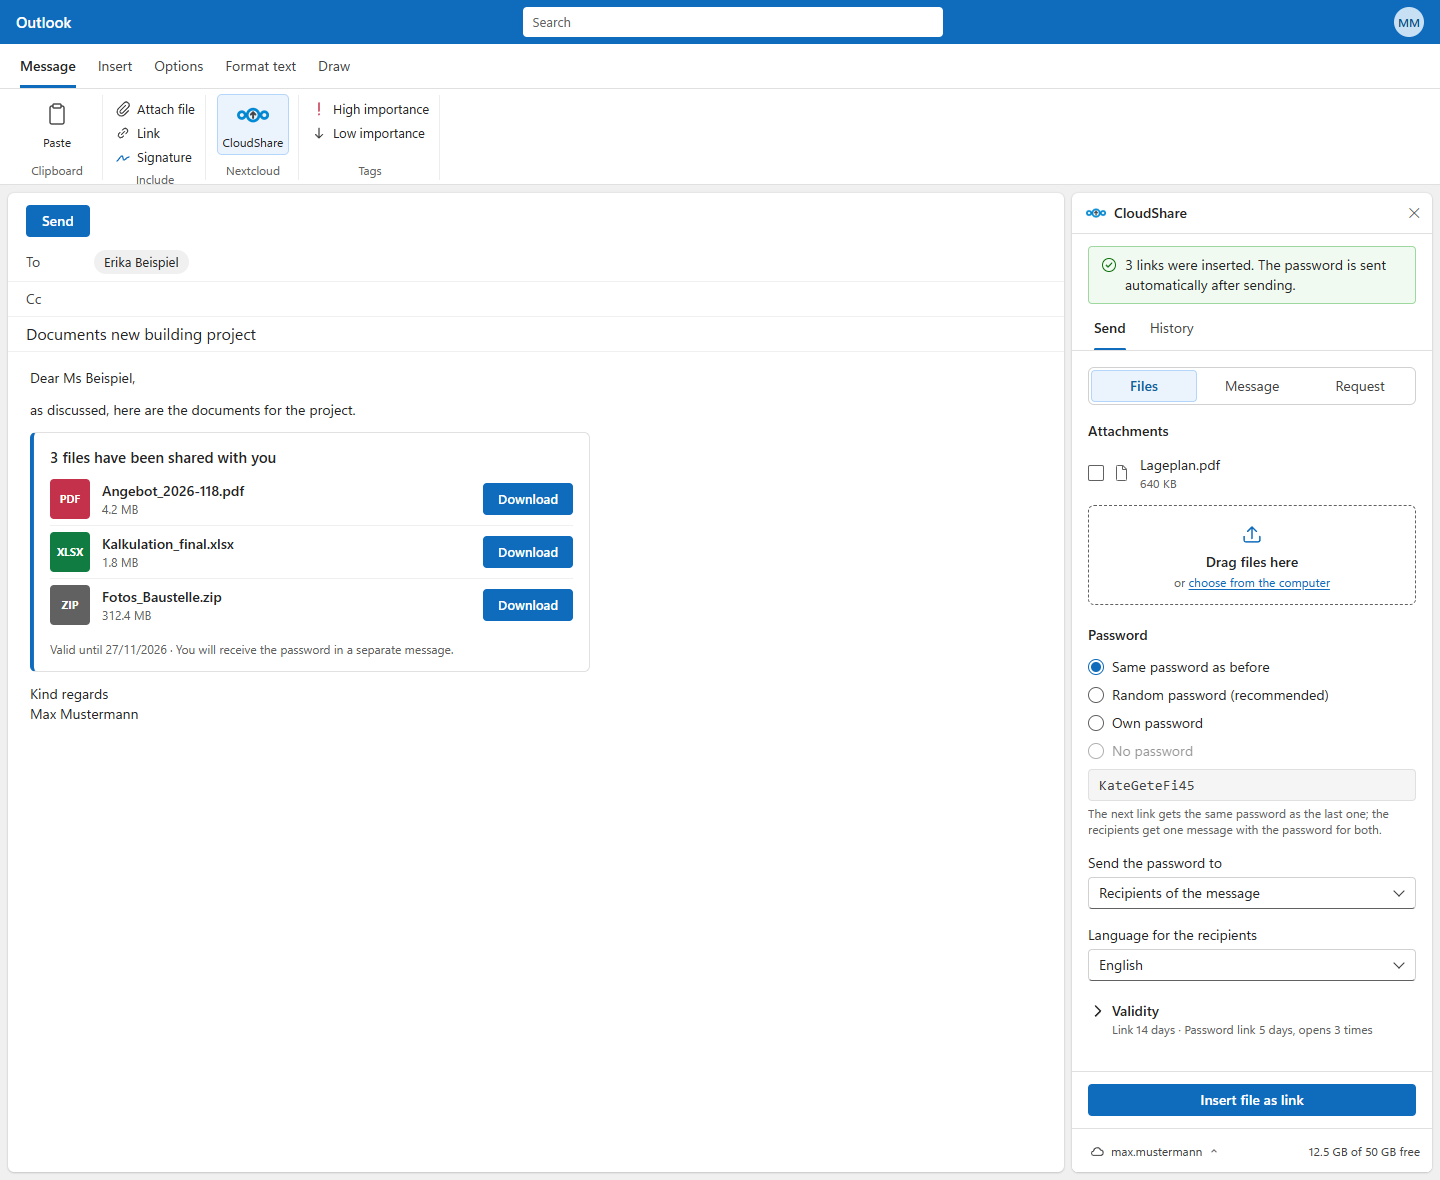 Outlook
Search
MM
Message
Insert
Options
Format text
Draw
Paste
Clipboard
Attach file
Link
Signature
Include
CloudShare
Nextcloud
High importance
Low importance
Tags
Send
To
Erika Beispiel
Cc
Documents new building project
Dear Ms Beispiel,
as discussed, here are the documents for the project.
3 files have been shared with you
PDF
Angebot_2026-118.pdf
4.2 MB
Download
XLSX
Kalkulation_final.xlsx
1.8 MB
Download
ZIP
Fotos_Baustelle.zip
312.4 MB
Download
Valid until 27/11/2026 · You will receive the password in a separate message.
Kind regards
Max Mustermann
CloudShare
3 links were inserted. The password is sent
automatically after sending.
Send
History
Files
Message
Request
Attachments
Lageplan.pdf
640 KB
Drag files here
or choose from the computer
Password
Same password as before
Random password (recommended)
Own password
No password
KateGeteFi45
The next link gets the same password as the last one; the
recipients get one message with the password for both.
Send the password to
Recipients of the message
Language for the recipients
English
Validity
Link 14 days · Password link 5 days, opens 3 times
Insert file as link
max.mustermann
12.5 GB of 50 GB free